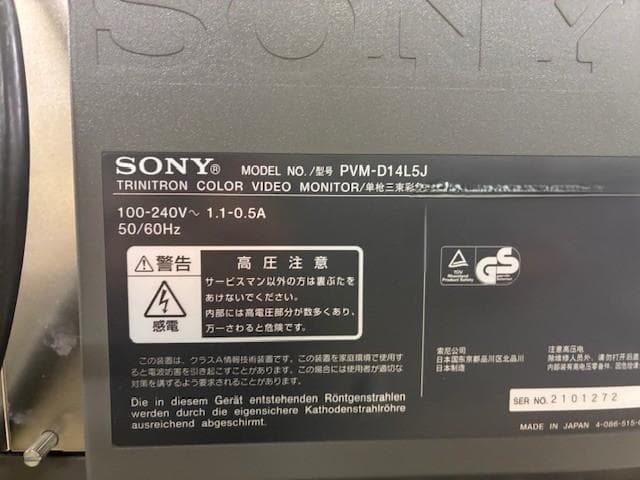 SONY
SONY® MODEL NO./型号 PVM-D14L5J
TRINITRON COLOR VIDEO MONITOR/单枪三束彩
100-240V～ 1.1-0.5A
50/60Hz
⚠警告 高圧注意
感電
サービスマン以外の方は裏ぶたを
あけないでください。
内部には高電圧部分が数多くあり、
万一さわると危険です。
この装置は、クラスA情報技術装置です。この装置を家庭環境で使用す
ると電波妨害を引き起こすことがあります。この場合には使用者が適切な
対策を講ずるよう要求されることがあります。
Die in diesem Gerät entstehenden Röntgenstrahlen
werden durch die eigensichere Kathodenstrahlröhre
ausreichend abgeschirmt.
TÜV
Rheinland
Product Safety
GS
索尼公司
日本国东京都品川区北品川
日本制造
注意高压电
除维修人员外，请勿打开后
内部装有高压零备件，因危
SER NO. 2101272
MADE IN JAPAN 4-086-515-